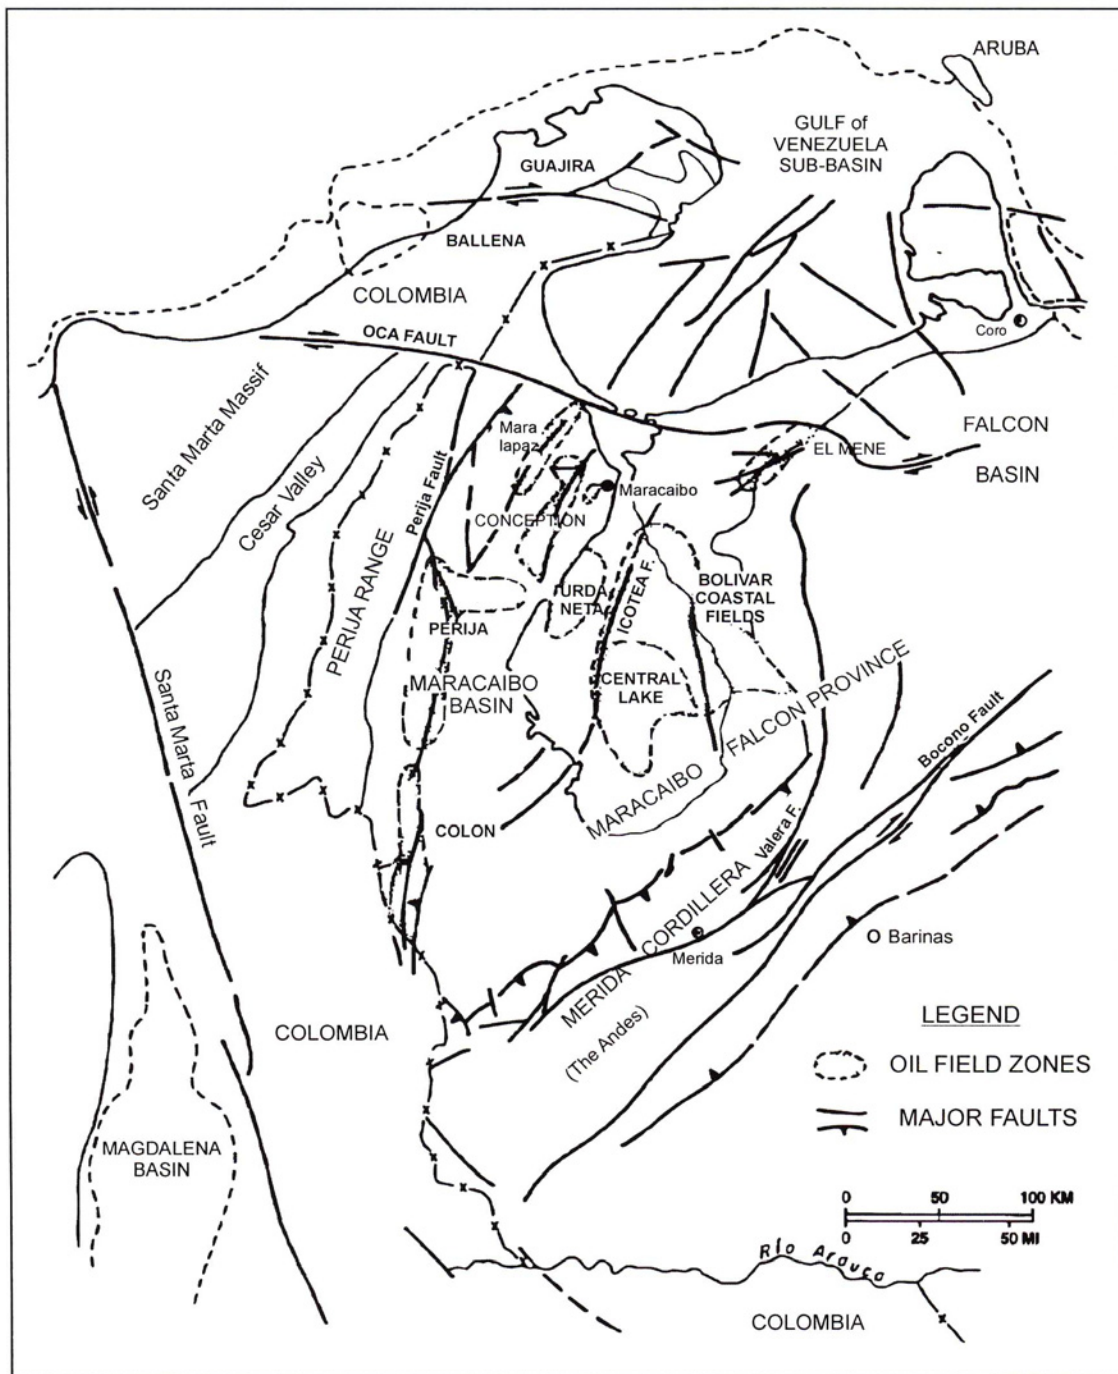 ARUBA
GULF of
VENEZUELA
SUB-BASIN
GUAJIRA
BALLENA
COLOMBIA
OCA FAULT
Coro
Santa Marta Massif
Cesar Valley
PERIJA RANGE
Perija Fault
Mara
lapaz
Maracaibo
CONCEPTION
EL MENE
FALCON
BASIN
URDA
NETA
ICOTEA F.
BOLIVAR
COASTAL
FIELDS
PERIJA
MARACAIBO
BASIN
CENTRAL
LAKE
MARACAIBO FALCON PROVINCE
Santa Marta Fault
COLON
Bocono Fault
Valera F.
MERIDA CORDILLERA
(The Andes)
Merida
Barinas
COLOMBIA
MAGDALENA
BASIN
LEGEND
OIL FIELD ZONES
MAJOR FAULTS
0 50 100 KM
0 25 50 MI
Río Arauca
COLOMBIA